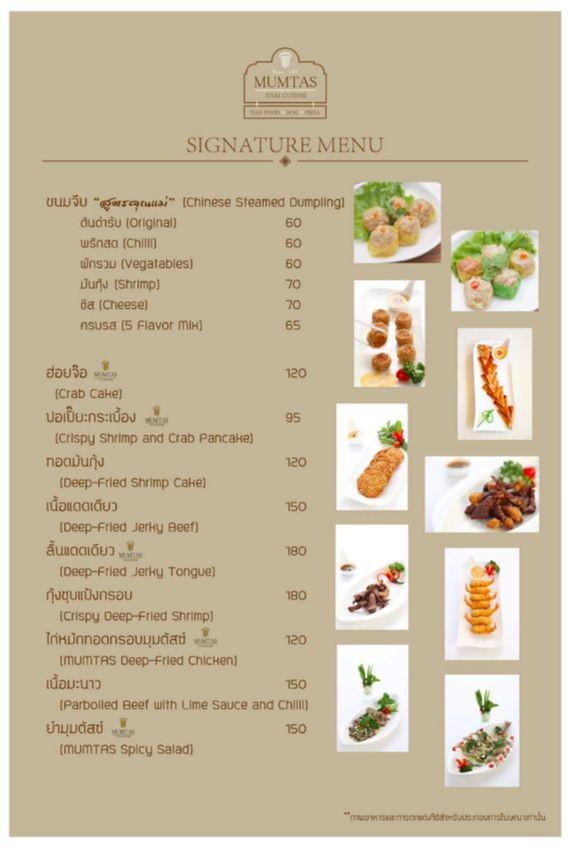 MUMTAS
THAI CUISINE
THAI FOOD SUKI PIZZA
SIGNATURE MENU
ขนมจีบ "สูตรคุณแม่" (Chinese Steamed Dumpling)
ต้นตำรับ (Original) 60
พริกสด (Chilli) 60
ผักรวม (Vegatables) 60
มันกุ้ง (Shrimp) 70
ชีส (Cheese) 70
ครบรส (5 Flavor Mix) 65
ฮ่อยจ๊อ MUMTAS 120
(Crab Cake)
ปอเปี๊ยะกระเบื้อง MUMTAS 95
(Crispy Shrimp and Crab Pancake)
ทอดมันกุ้ง 120
(Deep-Fried Shrimp Cake)
เนื้อแดดเดียว 150
(Deep-Fried Jerky Beef)
ลิ้นแดดเดียว MUMTAS 180
(Deep-Fried Jerky Tongue)
กุ้งชุบแป้งกรอบ 180
(Crispy Deep-Fried Shrimp)
ไก่หมักทอดกรอบมุมตัสซ์ MUMTAS 120
(MUMTAS Deep-Fried Chicken)
เนื้อมะนาว 150
(Parboiled Beef with Lime Sauce and Chilli)
ยำมุมตัสซ์ MUMTAS 150
(MUMTAS Spicy Salad)
**ภาพอาหารและการตกแต่งใช้สำหรับประกอบการโฆษณาเท่านั้น